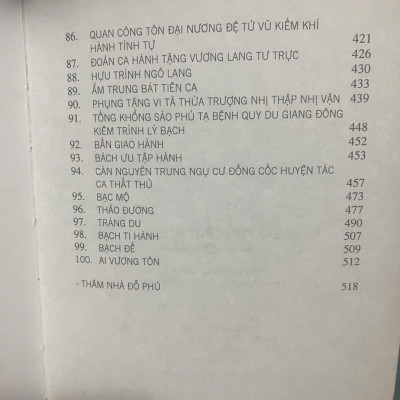 86. QUAN CÔNG TÔN ĐẠI NƯƠNG ĐỆ TỬ VŨ KIẾM KHÍ
HÀNH TỊNH TỰ 421
87. ĐOẢN CA HÀNH TẶNG VƯƠNG LANG TƯ TRỰC 426
88. HỰU TRÌNH NGÔ LANG 430
89. ẨM TRUNG BÁT TIÊN CA 433
90. PHỤNG TẶNG VI TẢ THỪA TRƯỢNG NHỊ THẬP NHỊ VẬN 439
91. TỐNG KHỔNG SÀO PHỦ TẠ BỆNH QUY DU GIANG ĐÔNG
KIÊM TRÌNH LÝ BẠCH 448
92. BẦN GIAO HÀNH 452
93. BÁCH ƯU TẬP HÀNH 453
94. CÀN NGUYÊN TRUNG NGỤ CƯ ĐỒNG CỐC HUYỆN TÁC
CA THẤT THỦ 457
95. BẠC MỘ 473
96. THẢO ĐƯỜNG 477
97. TRÁNG DU 490
98. BẠCH TI HÀNH 507
99. BẠCH ĐẾ 509
100. AI VƯƠNG TÔN 512
- THĂM NHÀ ĐỖ PHỦ 518